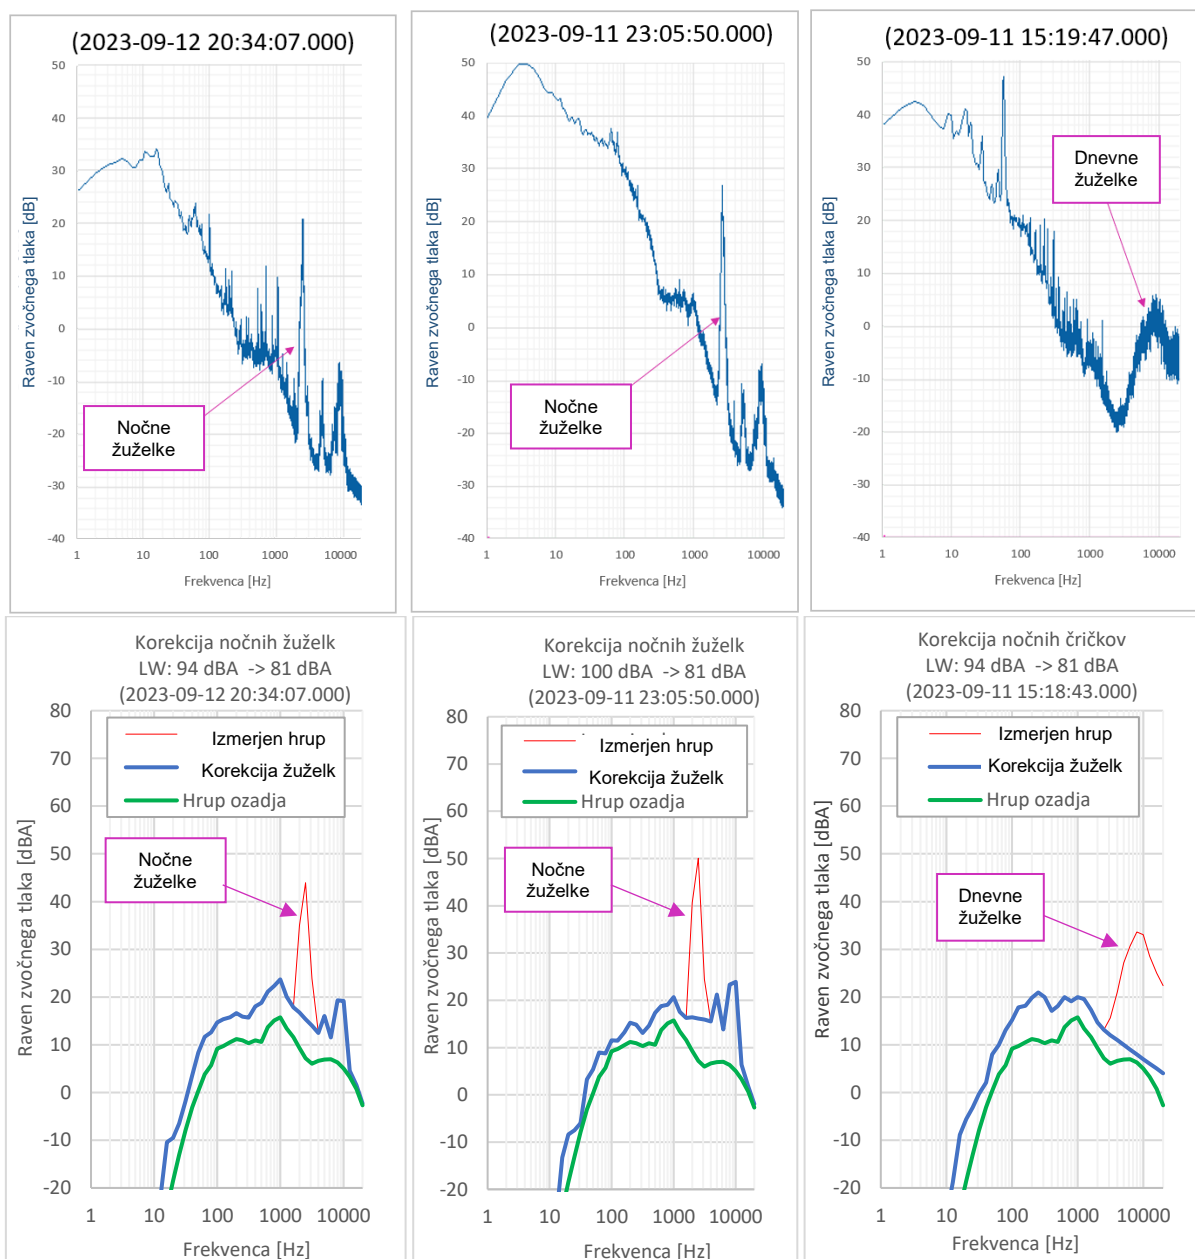 (2023-09-12 20:34:07.000)
50
40
30
20
10
0
-10
-20
-30
-40
Raven zvočnega tlaka [dB]
Nočne
žuželke
1 10 100 1000 10000
Frekvenca [Hz]
(2023-09-11 23:05:50.000)
50
40
30
20
10
0
-10
-20
-30
-40
Raven zvočnega tlaka [dB]
Nočne
žuželke
1 10 100 1000 10000
Frekvenca [Hz]
(2023-09-11 15:19:47.000)
50
40
30
20
10
0
-10
-20
-30
-40
Raven zvočnega tlaka [dB]
Dnevne
žuželke
1 10 100 1000 10000
Frekvenca [Hz]
Korekcija nočnih žuželk
LW: 94 dBA -> 81 dBA
(2023-09-12 20:34:07.000)
80
70
60
50
40
30
20
10
0
-10
-20
Raven zvočnega tlaka [dBA]
Izmerjen hrup
Korekcija žuželk
Hrup ozadja
Nočne
žuželke
1 10 100 1000 10000
Frekvenca [Hz]
Korekcija nočnih žuželk
LW: 100 dBA -> 81 dBA
(2023-09-11 23:05:50.000)
80
70
60
50
40
30
20
10
0
-10
-20
Raven zvočnega tlaka [dBA]
Izmerjen hrup
Korekcija žuželk
Hrup ozadja
Nočne
žuželke
1 10 100 1000 10000
Frekvenca [Hz]
Korekcija nočnih čričkov
LW: 94 dBA -> 81 dBA
(2023-09-11 15:18:43.000)
80
70
60
50
40
30
20
10
0
-10
-20
Raven zvočnega tlaka [dBA]
Izmerjen hrup
Korekcija žuželk
Hrup ozadja
Dnevne
žuželke
1 10 100 1000 10000
Frekvenca [Hz]